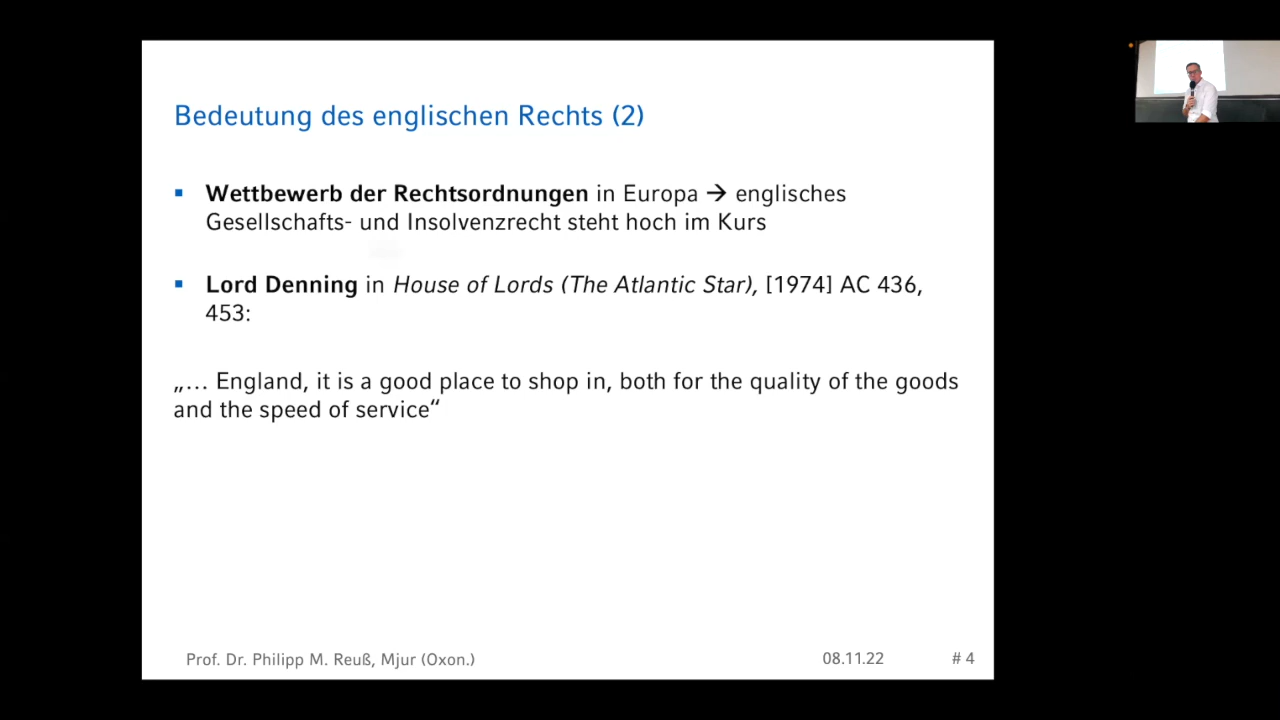 Bedeutung des englischen Rechts (2)
▪ Wettbewerb der Rechtsordnungen in Europa → englisches
Gesellschafts- und Insolvenzrecht steht hoch im Kurs
▪ Lord Denning in House of Lords (The Atlantic Star), [1974] AC 436,
453:
„… England, it is a good place to shop in, both for the quality of the goods
and the speed of service“
Prof. Dr. Philipp M. Reuß, Mjur (Oxon.) 08.11.22 # 4